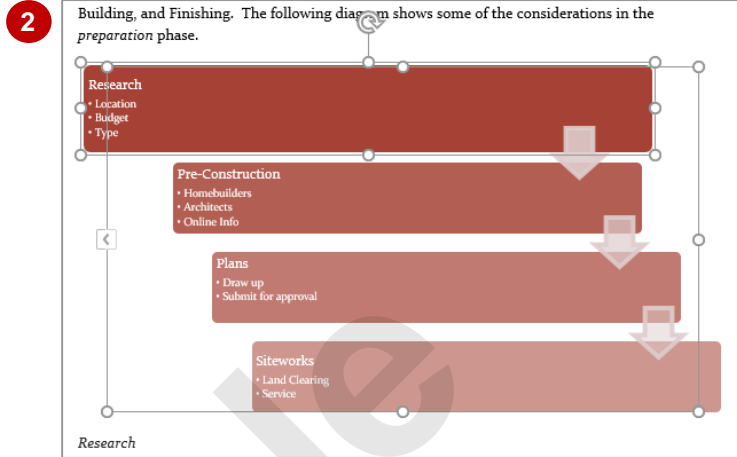 2
Building, and Finishing. The following diagram shows some of the considerations in the
preparation phase.
Research
• Location
• Budget
• Type
Pre-Construction
• Homebuilders
• Architects
• Online Info
Plans
• Draw up
• Submit for approval
Siteworks
• Land Clearing
• Service
Research
le